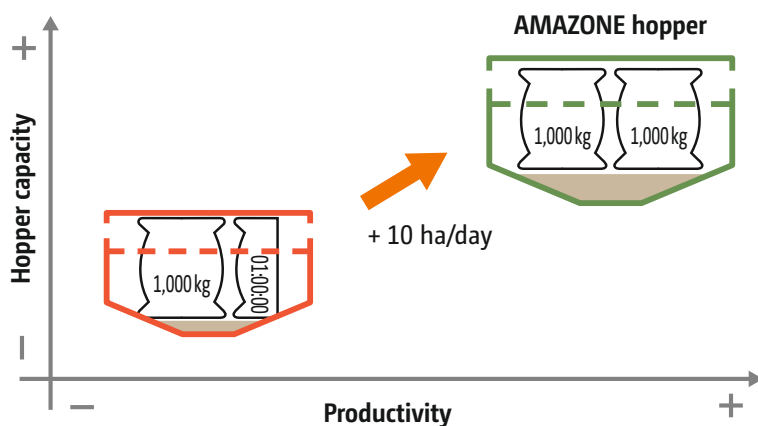 AMAZONE hopper
+
Hopper capacity
1,000 kg
1,000 kg
+ 10 ha/day
1,000 kg
01:00:00
–
–
Productivity
+